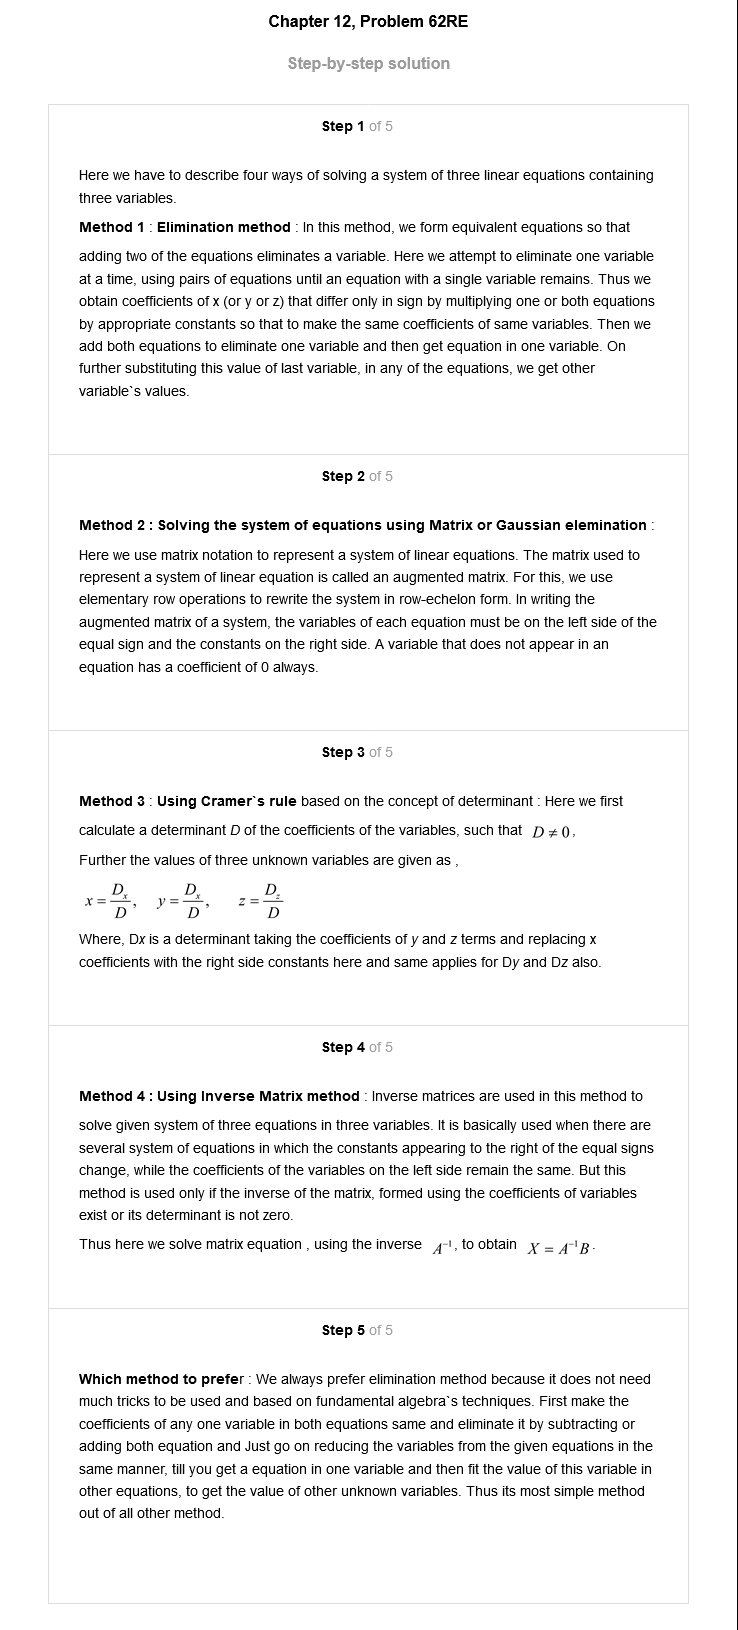 Chapter 12, Problem 62RE
Step-by-step solution
Step 1 of 5
Here we have to describe four ways of solving a system of three linear equations containing
three variables.
Method 1 : Elimination method : In this method, we form equivalent equations so that
adding two of the equations eliminates a variable. Here we attempt to eliminate one variable
at a time, using pairs of equations until an equation with a single variable remains. Thus we
obtain coefficients of x (or y or z) that differ only in sign by multiplying one or both equations
by appropriate constants so that to make the same coefficients of same variables. Then we
add both equations to eliminate one variable and then get equation in one variable. On
further substituting this value of last variable, in any of the equations, we get other
variable`s values.
Step 2 of 5
Method 2 : Solving the system of equations using Matrix or Gaussian elemination :
Here we use matrix notation to represent a system of linear equations. The matrix used to
represent a system of linear equation is called an augmented matrix. For this, we use
elementary row operations to rewrite the system in row-echelon form. In writing the
augmented matrix of a system, the variables of each equation must be on the left side of the
equal sign and the constants on the right side. A variable that does not appear in an
equation has a coefficient of 0 always.
Step 3 of 5
Method 3 : Using Cramer`s rule based on the concept of determinant : Here we first
calculate a determinant D of the coefficients of the variables, such that D ≠ 0,
Further the values of three unknown variables are given as ,
x = Dₓ/D, y = Dₓ/D, z = D_z/D
Where, Dx is a determinant taking the coefficients of y and z terms and replacing x
coefficients with the right side constants here and same applies for Dy and Dz also.
Step 4 of 5
Method 4 : Using Inverse Matrix method : Inverse matrices are used in this method to
solve given system of three equations in three variables. It is basically used when there are
several system of equations in which the constants appearing to the right of the equal signs
change, while the coefficients of the variables on the left side remain the same. But this
method is used only if the inverse of the matrix, formed using the coefficients of variables
exist or its determinant is not zero.
Thus here we solve matrix equation , using the inverse A⁻¹, to obtain X = A⁻¹B.
Step 5 of 5
Which method to prefer : We always prefer elimination method because it does not need
much tricks to be used and based on fundamental algebra`s techniques. First make the
coefficients of any one variable in both equations same and eliminate it by subtracting or
adding both equation and Just go on reducing the variables from the given equations in the
same manner, till you get a equation in one variable and then fit the value of this variable in
other equations, to get the value of other unknown variables. Thus its most simple method
out of all other method.